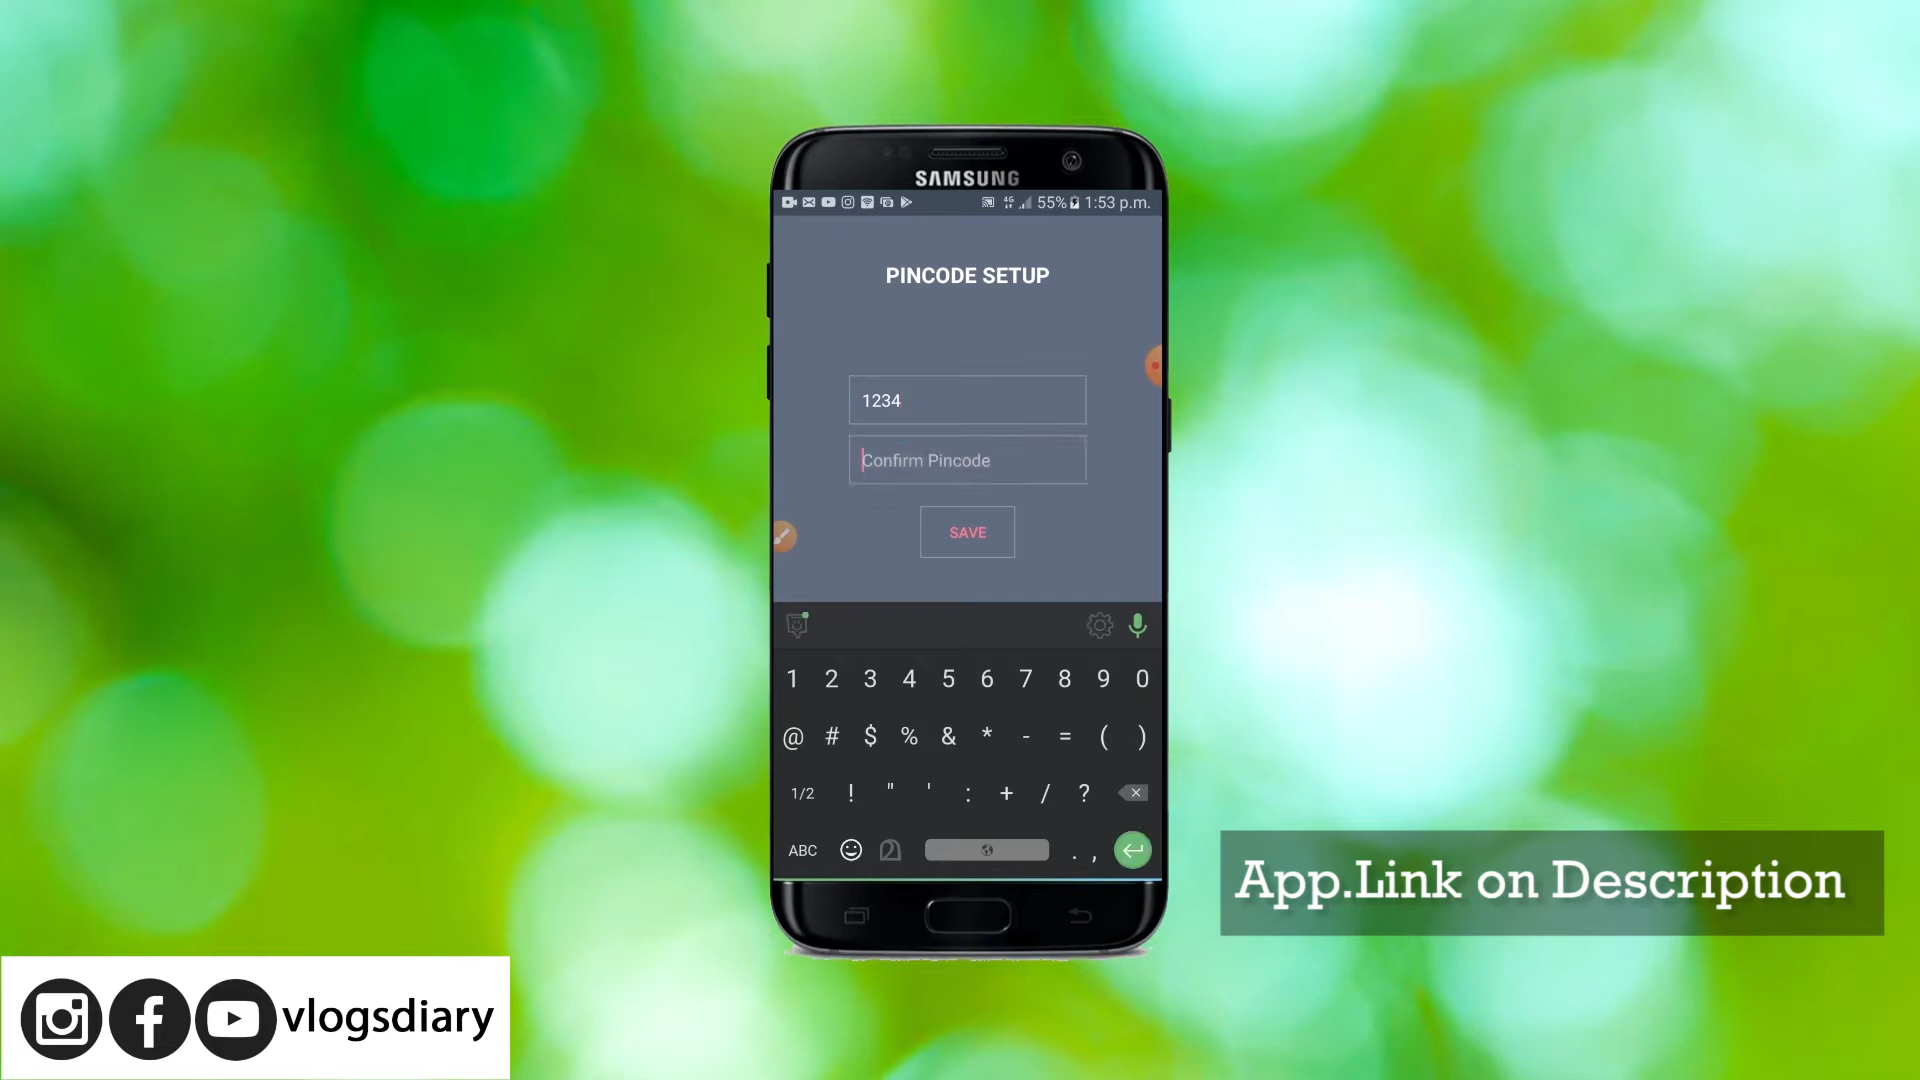 SAMSUNG
4G 55% 1:53 p.m.
PINCODE SETUP
1234
Confirm Pincode
SAVE
1 2 3 4 5 6 7 8 9 0
@ # $ % & * - = ( )
1/2 ! " ' : + / ?
ABC . ,
App.Link on Description
vlogsdiary